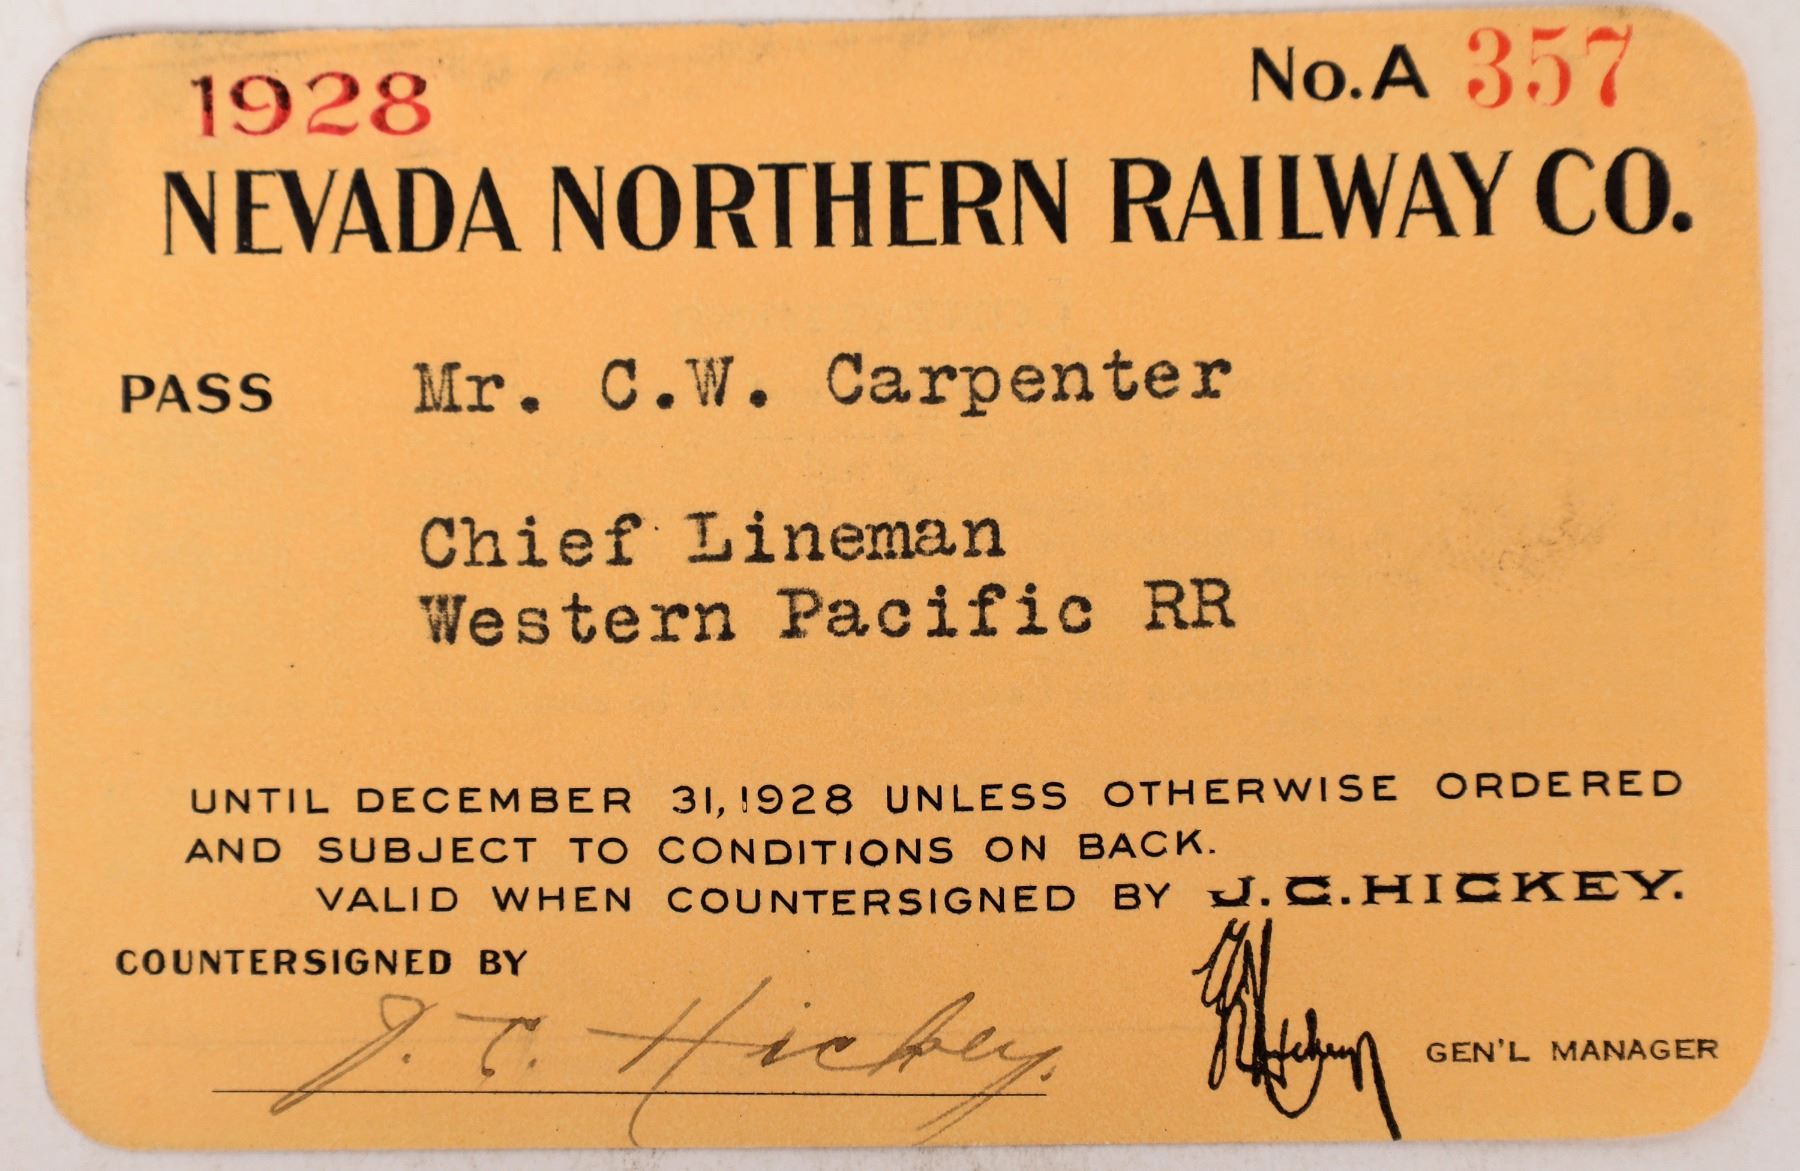 1928
No. A 357
NEVADA NORTHERN RAILWAY CO.
PASS Mr. C.W. Carpenter
Chief Lineman
Western Pacific RR
UNTIL DECEMBER 31, 1928 UNLESS OTHERWISE ORDERED
AND SUBJECT TO CONDITIONS ON BACK.
VALID WHEN COUNTERSIGNED BY J. C. HICKEY.
COUNTERSIGNED BY
J. C. Hickey.
GEN'L MANAGER